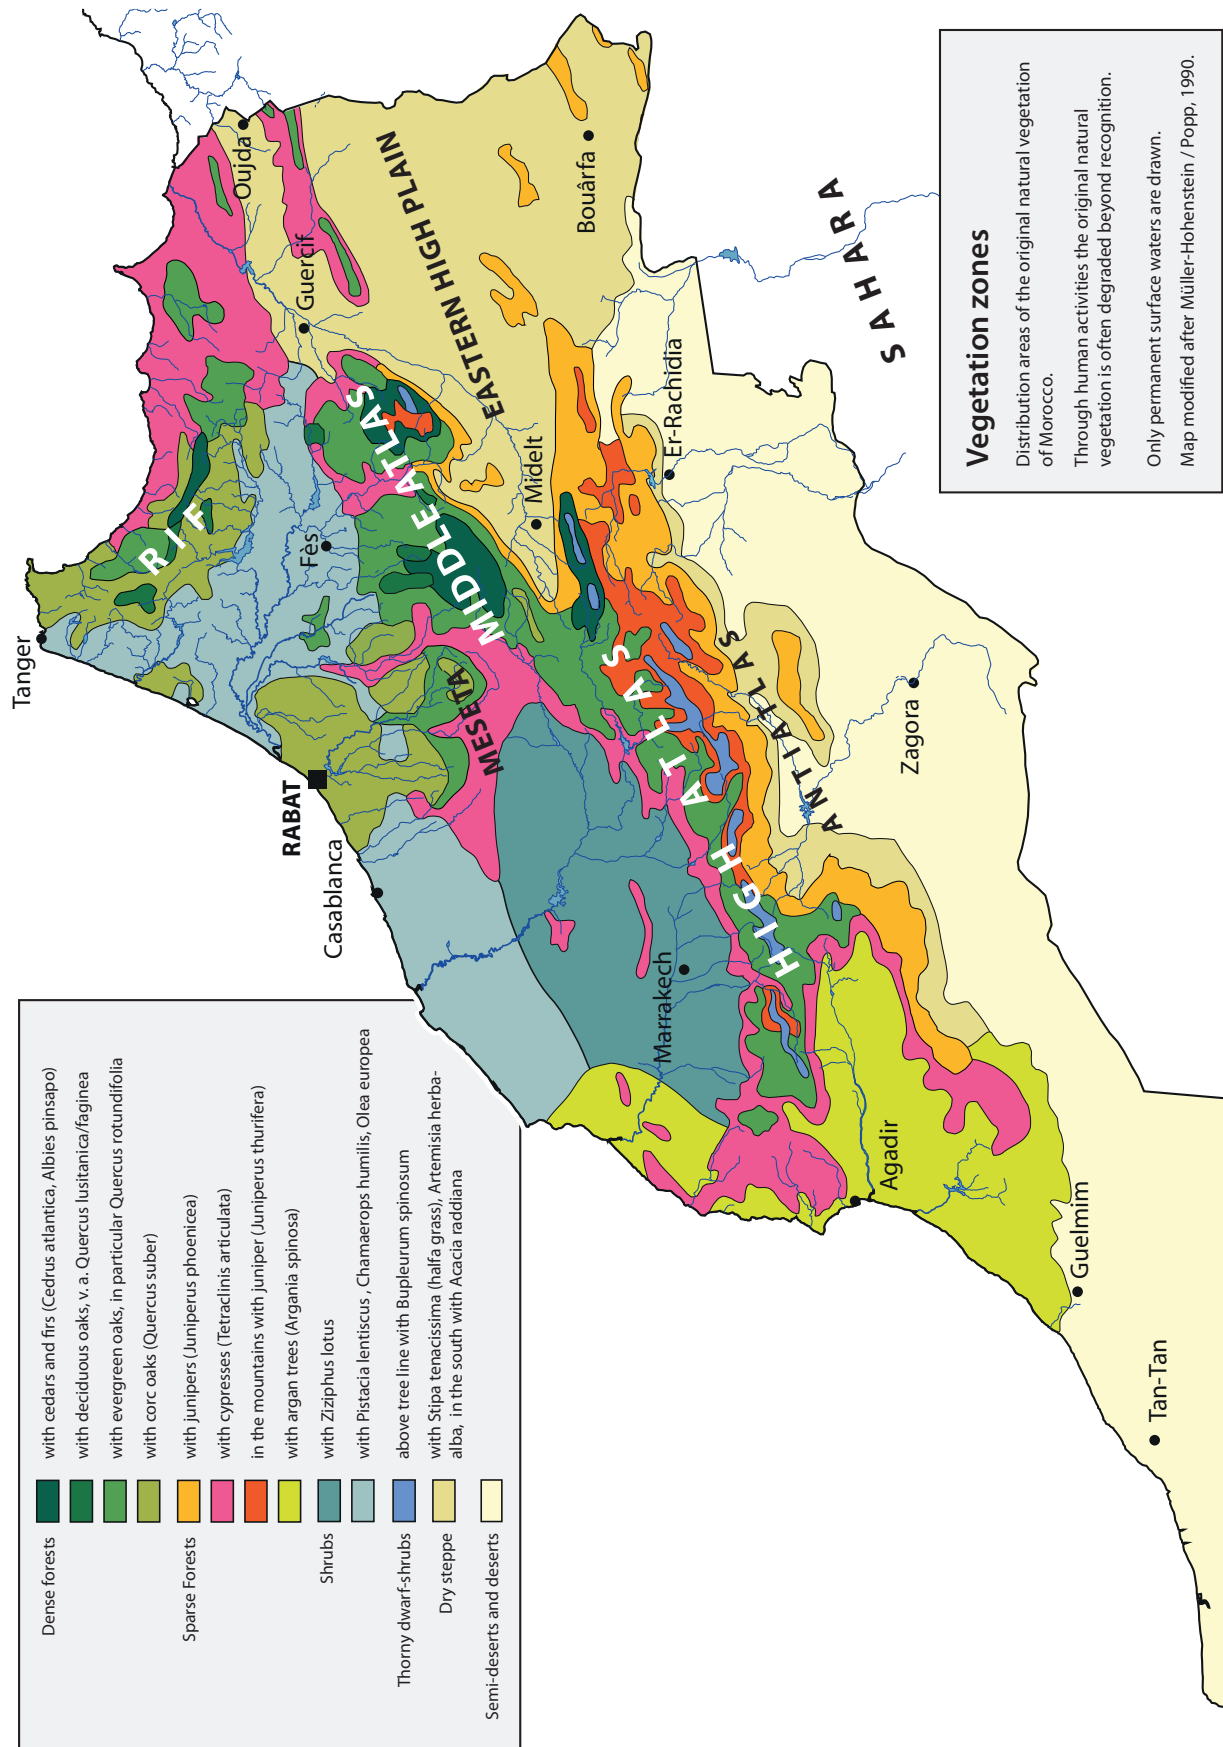 Dense forests
with cedars and firs (Cedrus atlantica, Albies pinsapo)
with deciduous oaks, v. a. Quercus lusitanica/faginea
with evergreen oaks, in particular Quercus rotundifolia
with corc oaks (Quercus suber)
Sparse Forests
with junipers (Juniperus phoenicea)
with cypresses (Tetraclinis articulata)
in the mountains with juniper (Juniperus thurifera)
with argan trees (Argania spinosa)
Shrubs
with Ziziphus lotus
with Pistacia lentiscus , Chamaerops humilis, Olea europea
Thorny dwarf-shrubs
above tree line with Bupleurum spinosum
Dry steppe
with Stipa tenacissima (halfa grass), Artemisia herba-
alba, in the south with Acacia raddiana
Semi-deserts and deserts
Tanger
RIF
Oujda
Guercif
Fès
RABAT
Casablanca
MESETA
MIDDLE ATLAS
EASTERN HIGH PLAIN
Midelt
Bouârfa
Er-Rachidia
Marrakech
HIGH ATLAS
ANTIATLAS
SAHARA
Zagora
Agadir
Guelmim
Tan-Tan
Vegetation zones
Distribution areas of the original natural vegetation
of Morocco.
Through human activities the original natural
vegetation is often degraded beyond recognition.
Only permanent surface waters are drawn.
Map modified after Müller-Hohenstein / Popp, 1990.